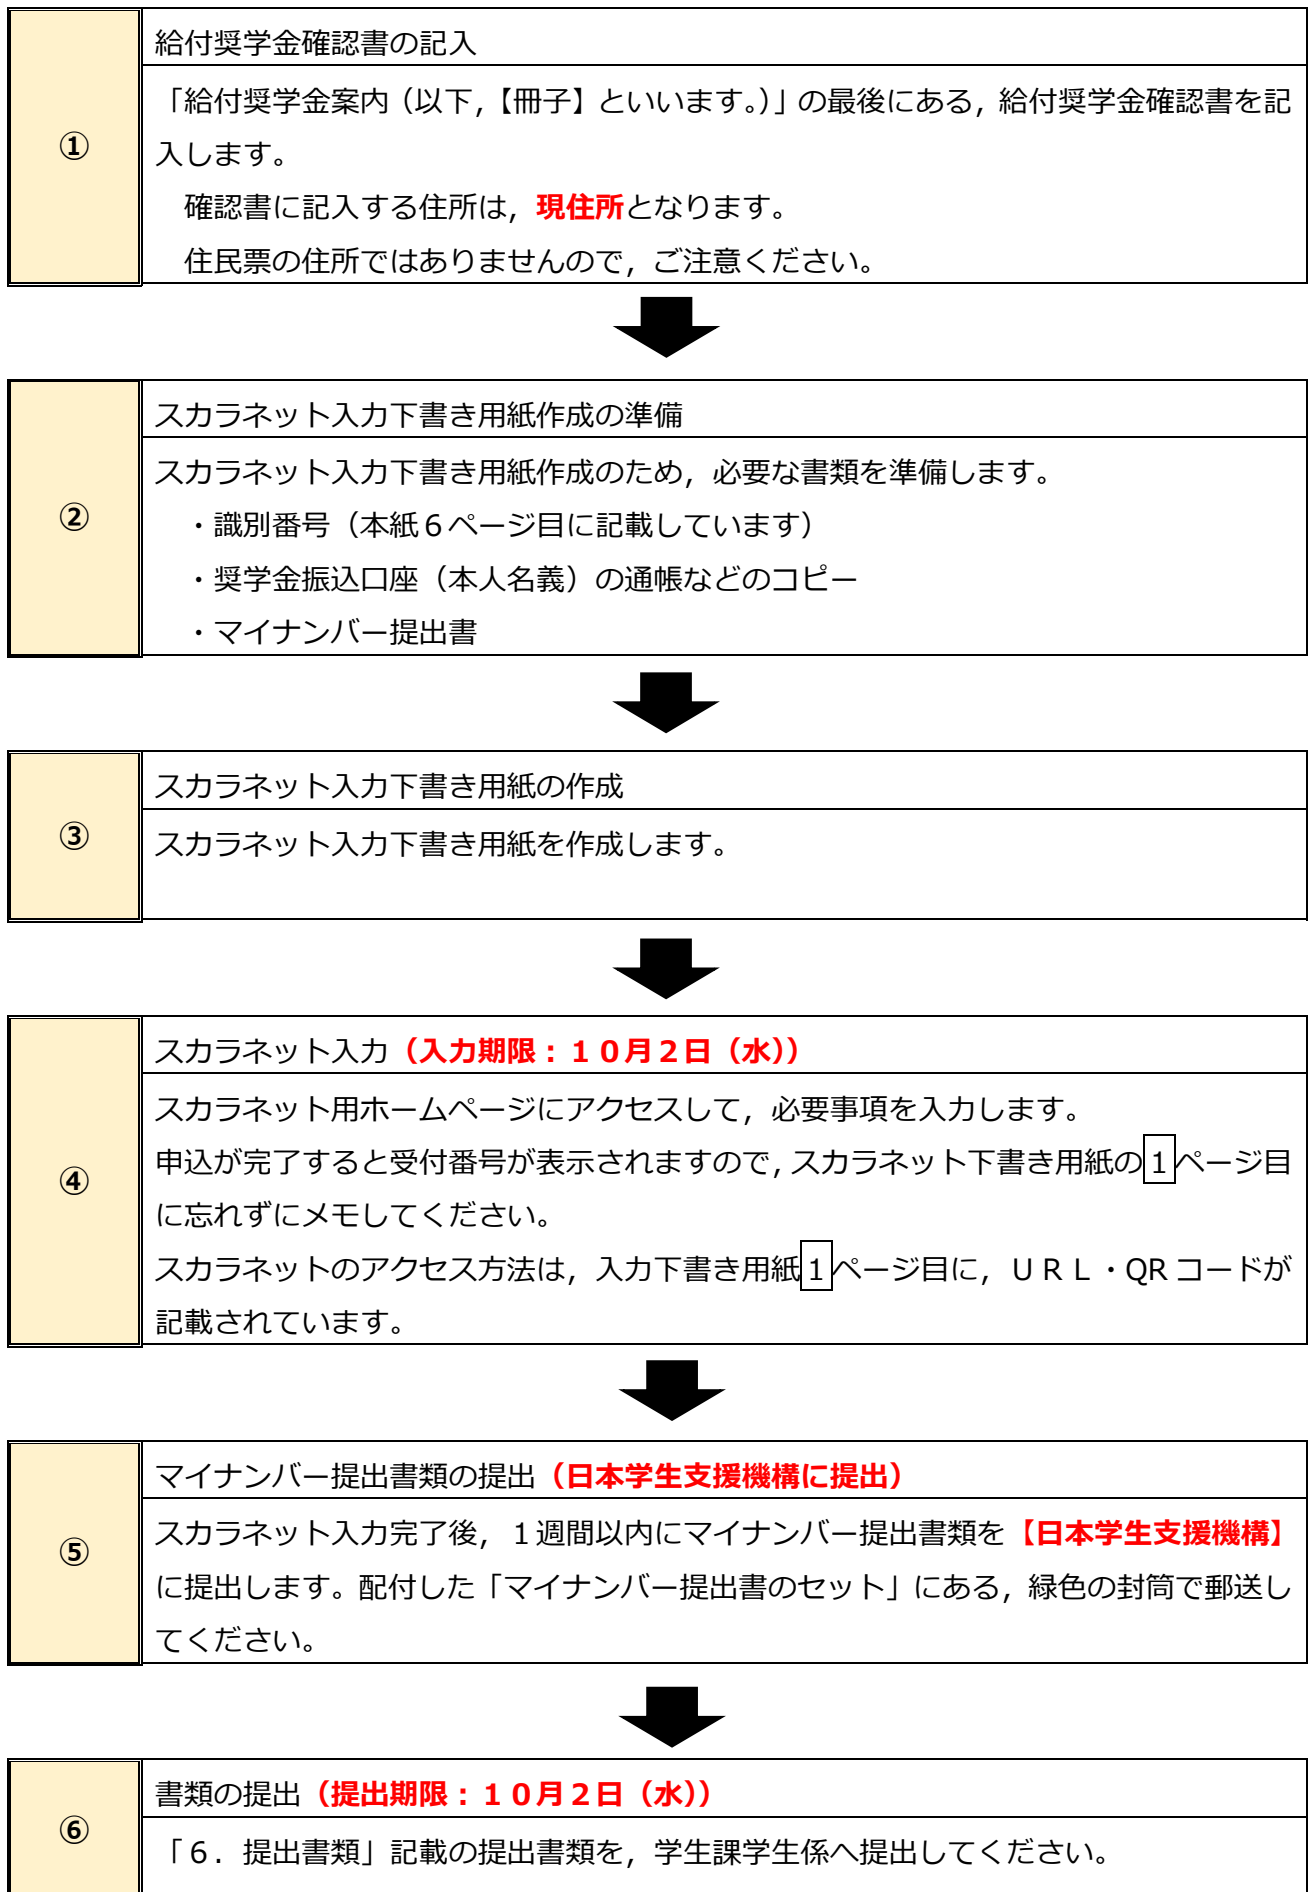 ①
給付奨学金確認書の記入
「給付奨学金案内（以下，【冊子】といいます。）」の最後にある，給付奨学金確認書を記
入します。
確認書に記入する住所は，現住所となります。
住民票の住所ではありませんので，ご注意ください。
②
スカラネット入力下書き用紙作成の準備
スカラネット入力下書き用紙作成のため，必要な書類を準備します。
・識別番号（本紙６ページ目に記載しています）
・奨学金振込口座（本人名義）の通帳などのコピー
・マイナンバー提出書
③
スカラネット入力下書き用紙の作成
スカラネット入力下書き用紙を作成します。
④
スカラネット入力（入力期限：１０月２日（水））
スカラネット用ホームページにアクセスして，必要事項を入力します。
申込が完了すると受付番号が表示されますので，スカラネット下書き用紙の1ページ目
に忘れずにメモしてください。
スカラネットのアクセス方法は，入力下書き用紙1ページ目に，ＵＲＬ・QRコードが
記載されています。
⑤
マイナンバー提出書類の提出（日本学生支援機構に提出）
スカラネット入力完了後，１週間以内にマイナンバー提出書類を【日本学生支援機構】
に提出します。配付した「マイナンバー提出書のセット」にある，緑色の封筒で郵送し
てください。
⑥
書類の提出（提出期限：１０月２日（水））
「６．提出書類」記載の提出書類を，学生課学生係へ提出してください。